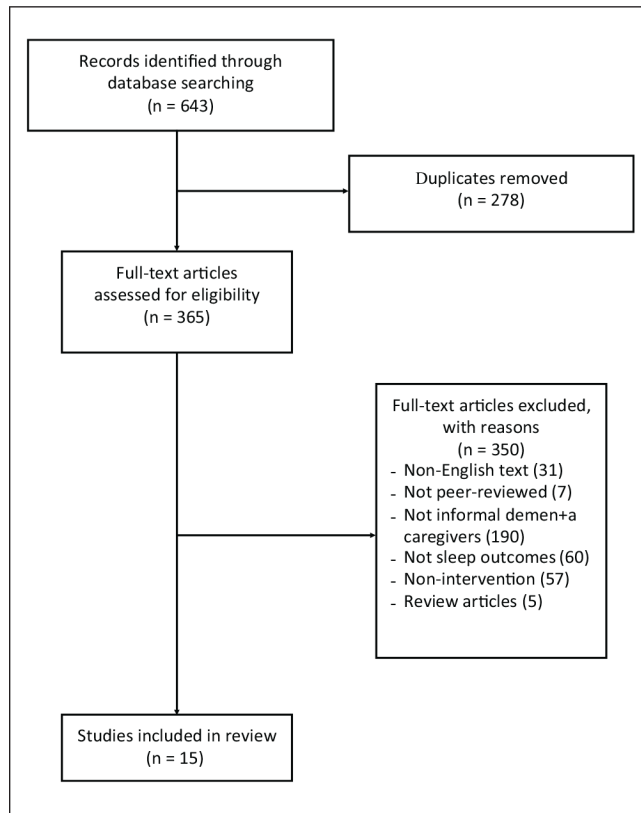 Records identified through
database searching
(n = 643)
Duplicates removed
(n = 278)
Full-text articles
assessed for eligibility
(n = 365)
Full-text articles excluded,
with reasons
(n = 350)
- Non-English text (31)
- Not peer-reviewed (7)
- Not informal demen+a
caregivers (190)
- Not sleep outcomes (60)
- Non-intervention (57)
- Review articles (5)
Studies included in review
(n = 15)